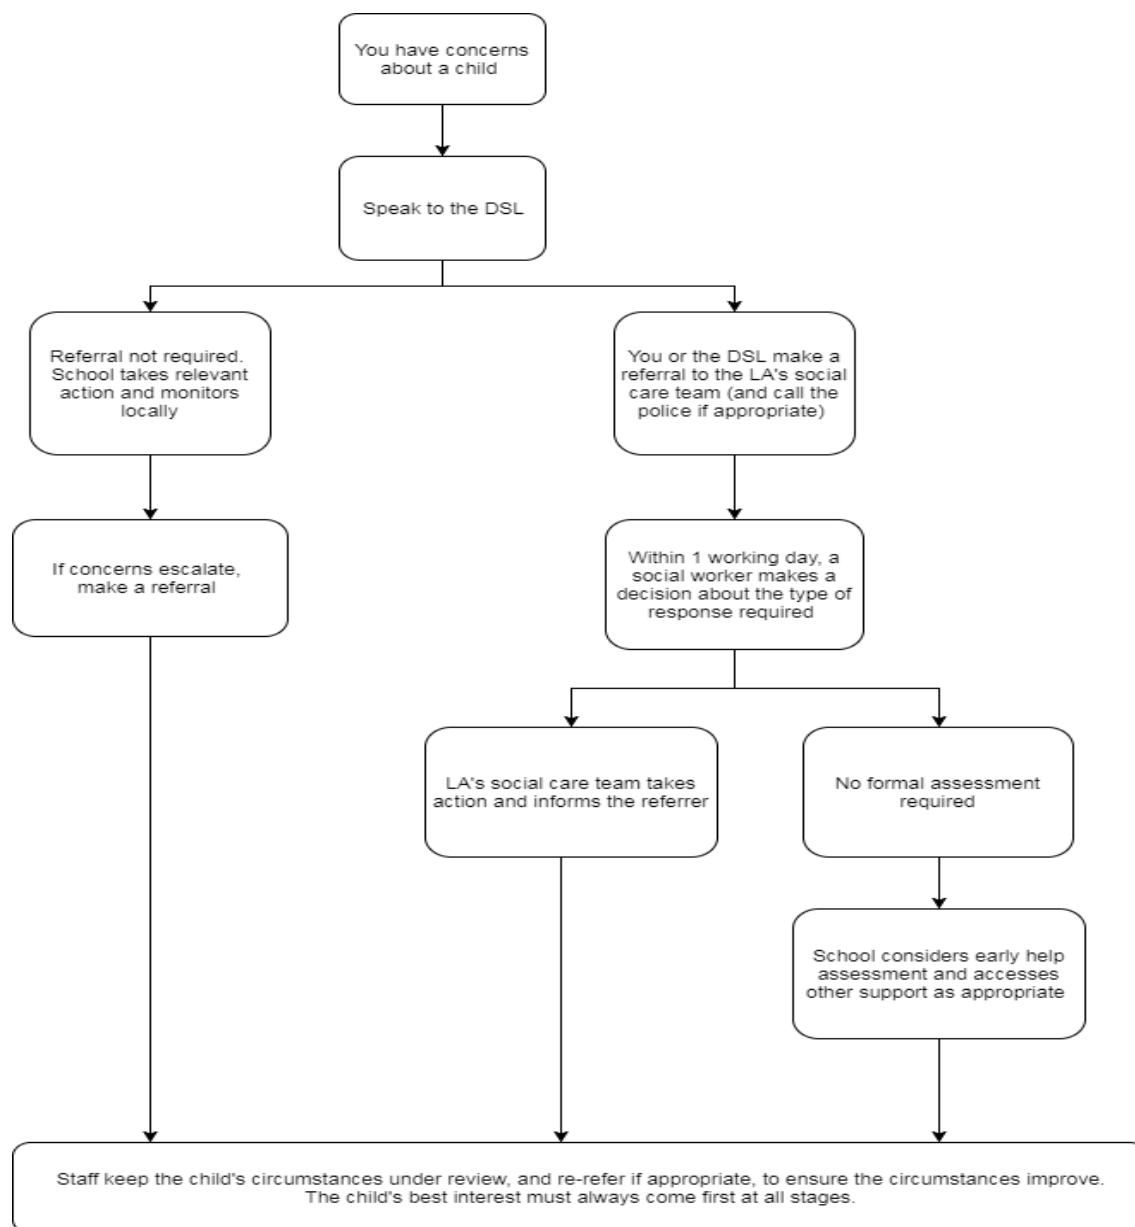 You have concerns
about a child
Speak to the DSL
Referral not required.
School takes relevant
action and monitors
locally
You or the DSL make a
referral to the LA's social
care team (and call the
police if appropriate)
If concerns escalate,
make a referral
Within 1 working day, a
social worker makes a
decision about the type of
response required
LA's social care team takes
action and informs the referrer
No formal assessment
required
School considers early help
assessment and accesses
other support as appropriate
Staff keep the child's circumstances under review, and re-refer if appropriate, to ensure the circumstances improve.
The child's best interest must always come first at all stages.